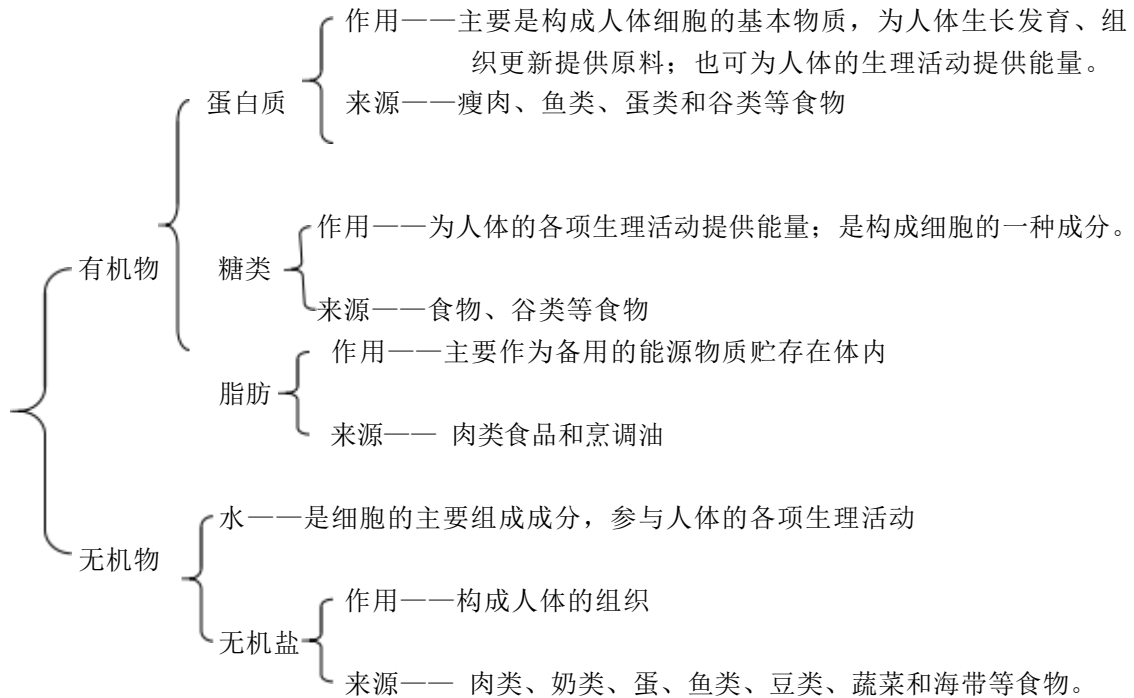 作用——主要是构成人体细胞的基本物质，为人体生长发育、组
织更新提供原料；也可为人体的生理活动提供能量。
蛋白质
来源——瘦肉、鱼类、蛋类和谷类等食物
作用——为人体的各项生理活动提供能量；是构成细胞的一种成分。
有机物
糖类
来源——食物、谷类等食物
作用——主要作为备用的能源物质贮存在体内
脂肪
来源—— 肉类食品和烹调油
水——是细胞的主要组成成分，参与人体的各项生理活动
无机物
作用——构成人体的组织
无机盐
来源—— 肉类、奶类、蛋、鱼类、豆类、蔬菜和海带等食物。